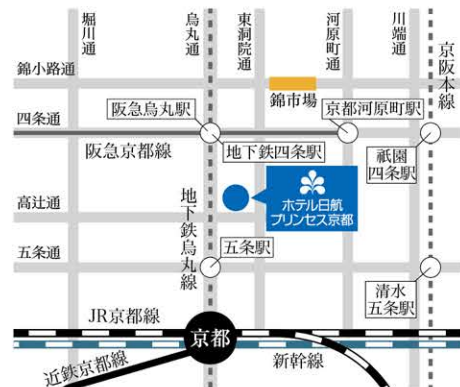 堀川通
烏丸通
東洞院通
河原町通
川端通
京阪本線
錦小路通
錦市場
四条通
阪急烏丸駅
京都河原町駅
阪急京都線
地下鉄四条駅
祇園
四条駅
高辻通
ホテル日航
プリンセス京都
地下鉄烏丸線
五条通
五条駅
清水
五条駅
JR京都線
京都
新幹線
近鉄京都線